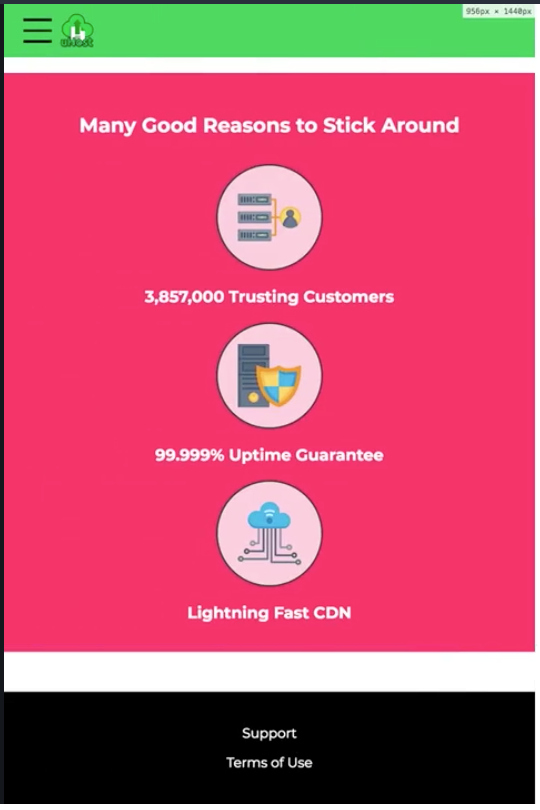 956px × 1440px
uHost
Many Good Reasons to Stick Around
3,857,000 Trusting Customers
99.999% Uptime Guarantee
Lightning Fast CDN
Support
Terms of Use